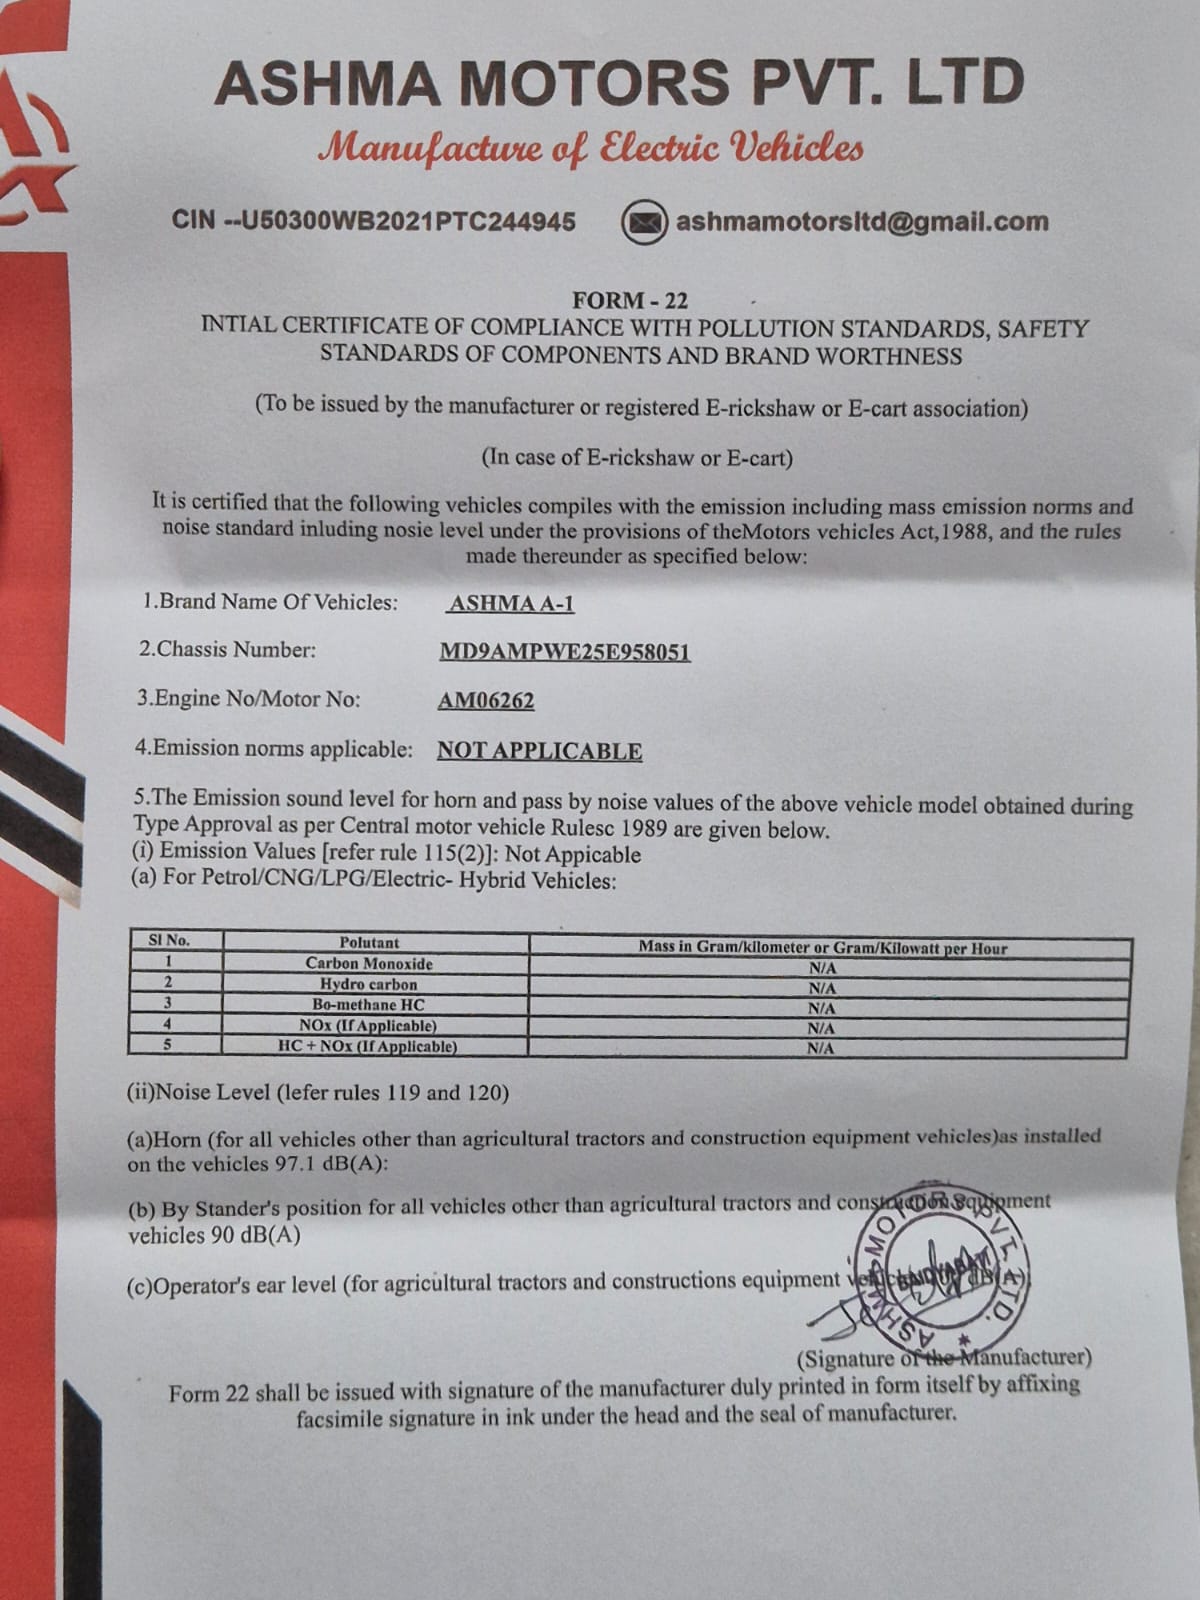 ASHMA MOTORS PVT. LTD
Manufacture of Electric Vehicles
CIN --U50300WB2021PTC244945 ashmamotorsltd@gmail.com
FORM - 22
INTIAL CERTIFICATE OF COMPLIANCE WITH POLLUTION STANDARDS, SAFETY
STANDARDS OF COMPONENTS AND BRAND WORTHNESS
(To be issued by the manufacturer or registered E-rickshaw or E-cart association)
(In case of E-rickshaw or E-cart)
It is certified that the following vehicles compiles with the emission including mass emission norms and
noise standard inluding nosie level under the provisions of theMotors vehicles Act,1988, and the rules
made thereunder as specified below:
1.Brand Name Of Vehicles: ASHMA A-1
2.Chassis Number: MD9AMPWE25E958051
3.Engine No/Motor No: AM06262
4.Emission norms applicable: NOT APPLICABLE
5.The Emission sound level for horn and pass by noise values of the above vehicle model obtained during
Type Approval as per Central motor vehicle Rulesc 1989 are given below.
(i) Emission Values [refer rule 115(2)]: Not Appicable
(a) For Petrol/CNG/LPG/Electric- Hybrid Vehicles:
Sl No. Polutant Mass in Gram/kilometer or Gram/Kilowatt per Hour
1 Carbon Monoxide N/A
2 Hydro carbon N/A
3 Bo-methane HC N/A
4 NOx (If Applicable) N/A
5 HC + NOx (If Applicable) N/A
(ii)Noise Level (lefer rules 119 and 120)
(a)Horn (for all vehicles other than agricultural tractors and construction equipment vehicles)as installed
on the vehicles 97.1 dB(A):
(b) By Stander's position for all vehicles other than agricultural tractors and construction equipment
vehicles 90 dB(A)
(c)Operator's ear level (for agricultural tractors and constructions equipment dB(A)
ASHMA MOTORS PVT. LTD.
(Signature of the Manufacturer)
Form 22 shall be issued with signature of the manufacturer duly printed in form itself by affixing
facsimile signature in ink under the head and the seal of manufacturer.